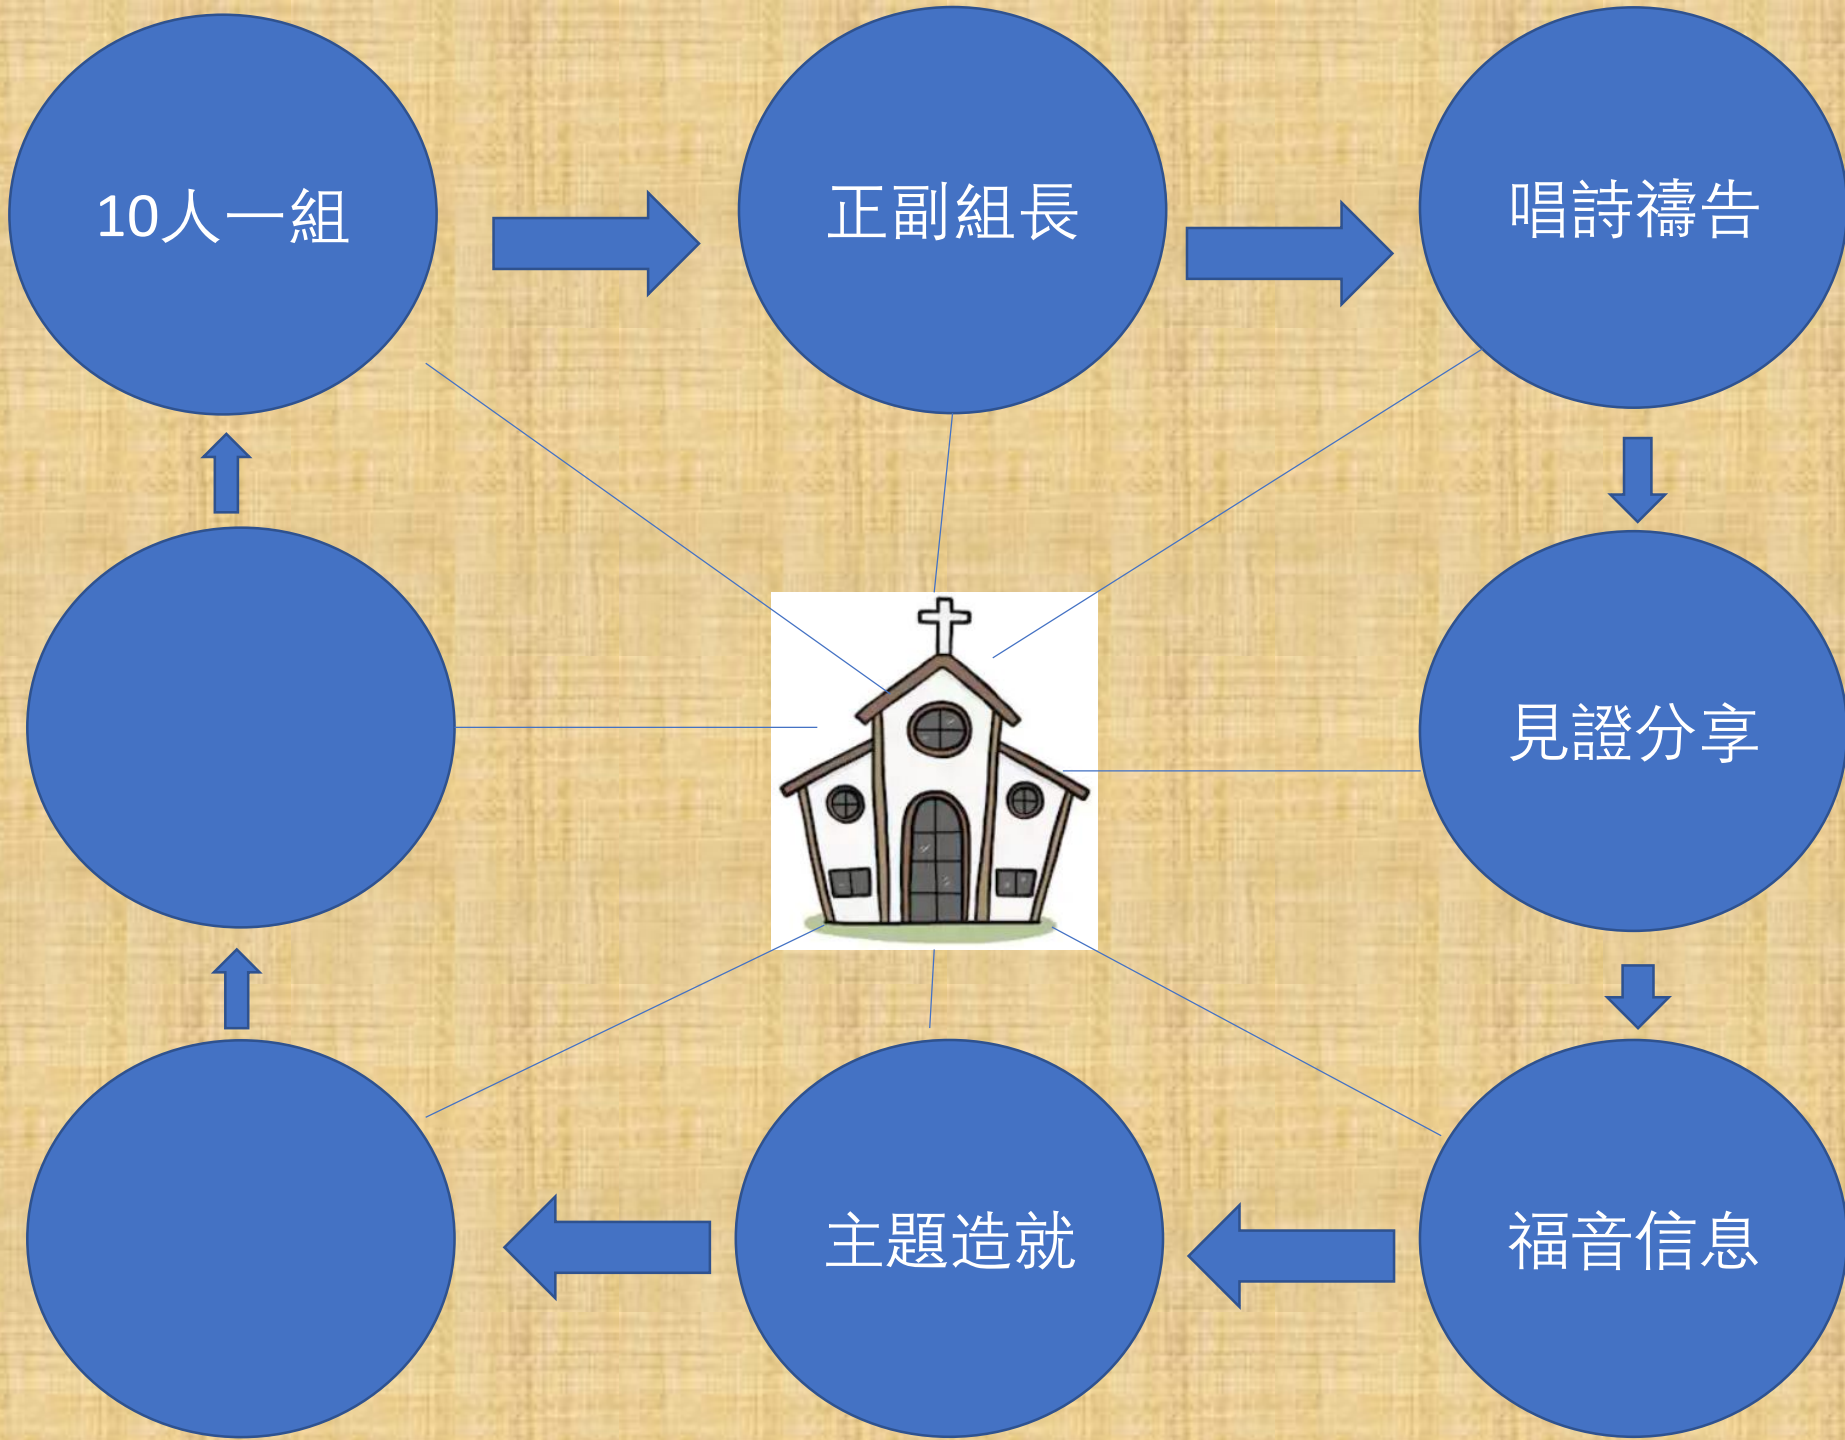 10人一組
正副組長
唱詩禱告
見證分享
福音信息
主題造就